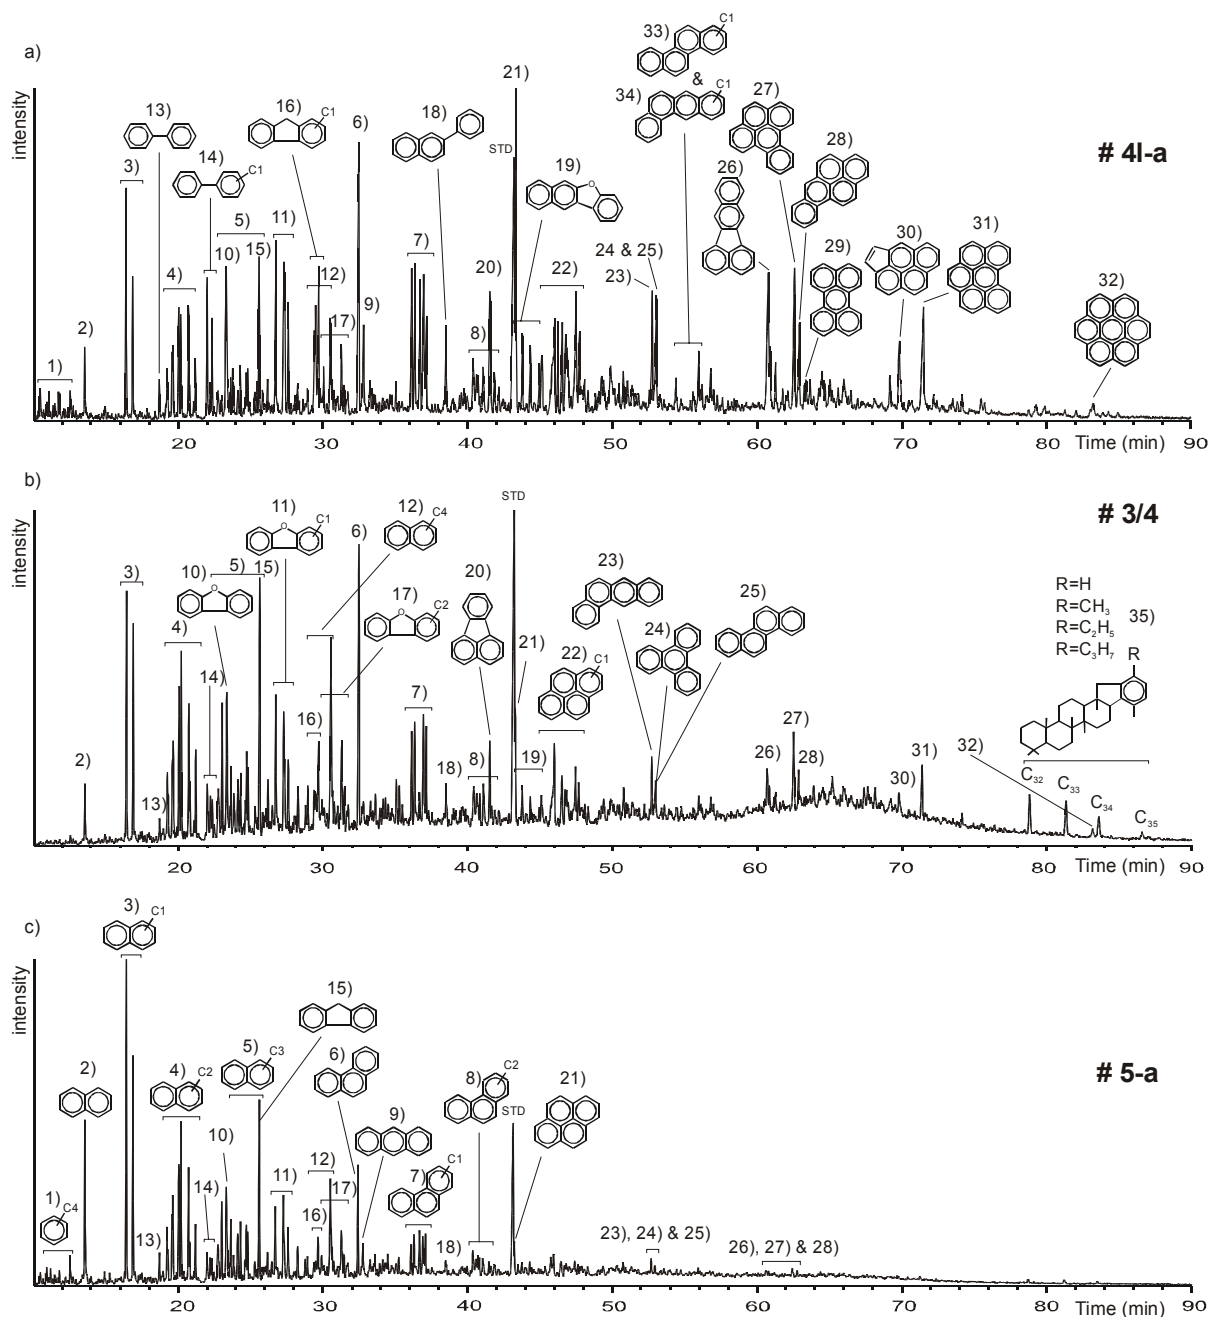 a)
intensity
# 4l-a
1)
2)
3)
4)
5)
6)
7)
8)
9)
10)
11)
12)
13)
14)
C1
15)
16)
C1
17)
18)
STD
21)
19)
O
20)
22)
23)
24 & 25)
33)
C1
&
34)
C1
26)
27)
28)
29)
30)
31)
32)
20 30 40 50 60 70 80 Time (min) 90
b)
intensity
# 3/4
2)
3)
4)
13)
14)
10)
O
5)
15)
11)
O
C1
16)
12)
C4
6)
17)
O
C2
7)
18)
8)
20)
STD
21)
19)
22)
C1
23)
24)
25)
26)
27)
28)
30)
31)
32)
R=H
R=CH3
R=C2H5
R=C3H7
35)
R
C32
C33
C34
C35
20 30 40 50 60 70 80 Time (min) 90
c)
intensity
# 5-a
1)
C4
2)
3)
C1
13)
4)
C2
14)
10)
5)
C3
15)
11)
12)
16)
17)
6)
9)
7)
C1
18)
8)
C2
STD
21)
23), 24) & 25)
26), 27) & 28)
20 30 40 50 60 70 80 Time (min) 90